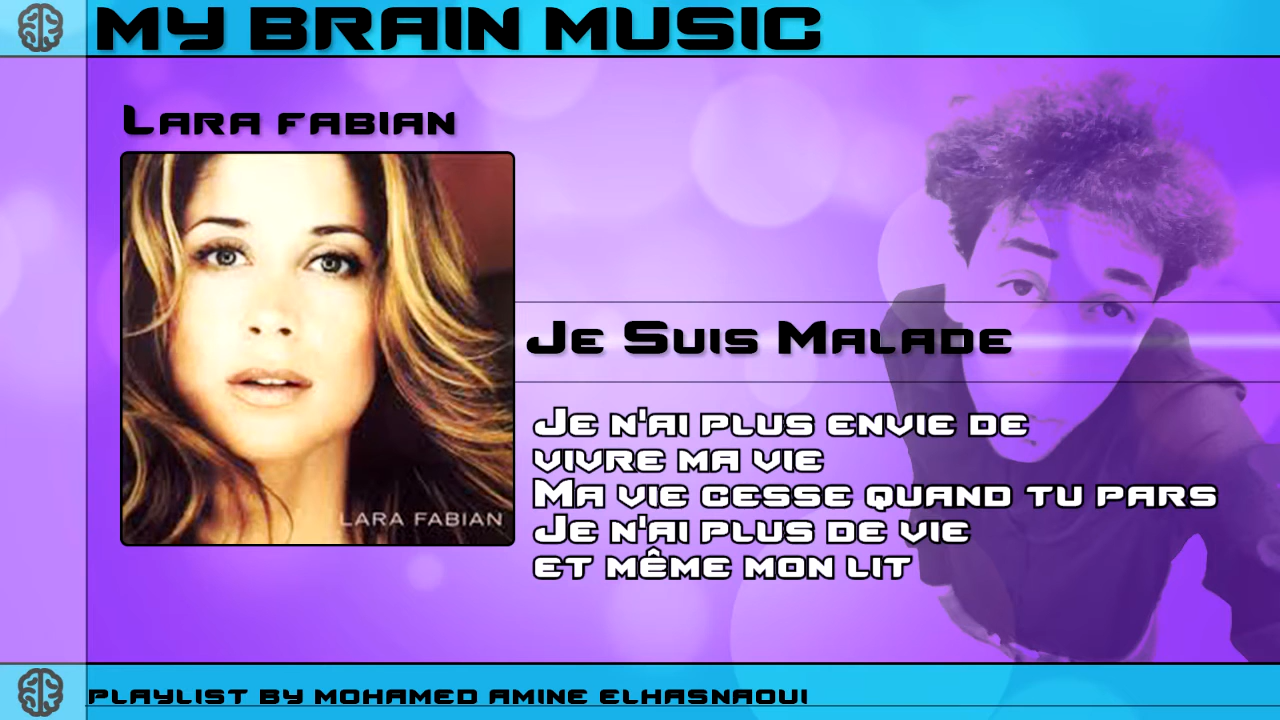 MY BRAIN MUSIC
Lara fabian
LARA FABIAN
Je Suis Malade
Je n'ai plus envie de
vivre ma vie
Ma vie cesse quand tu pars
Je n'ai plus de vie
et même mon lit
playlist by mohamed amine elhasnaoui